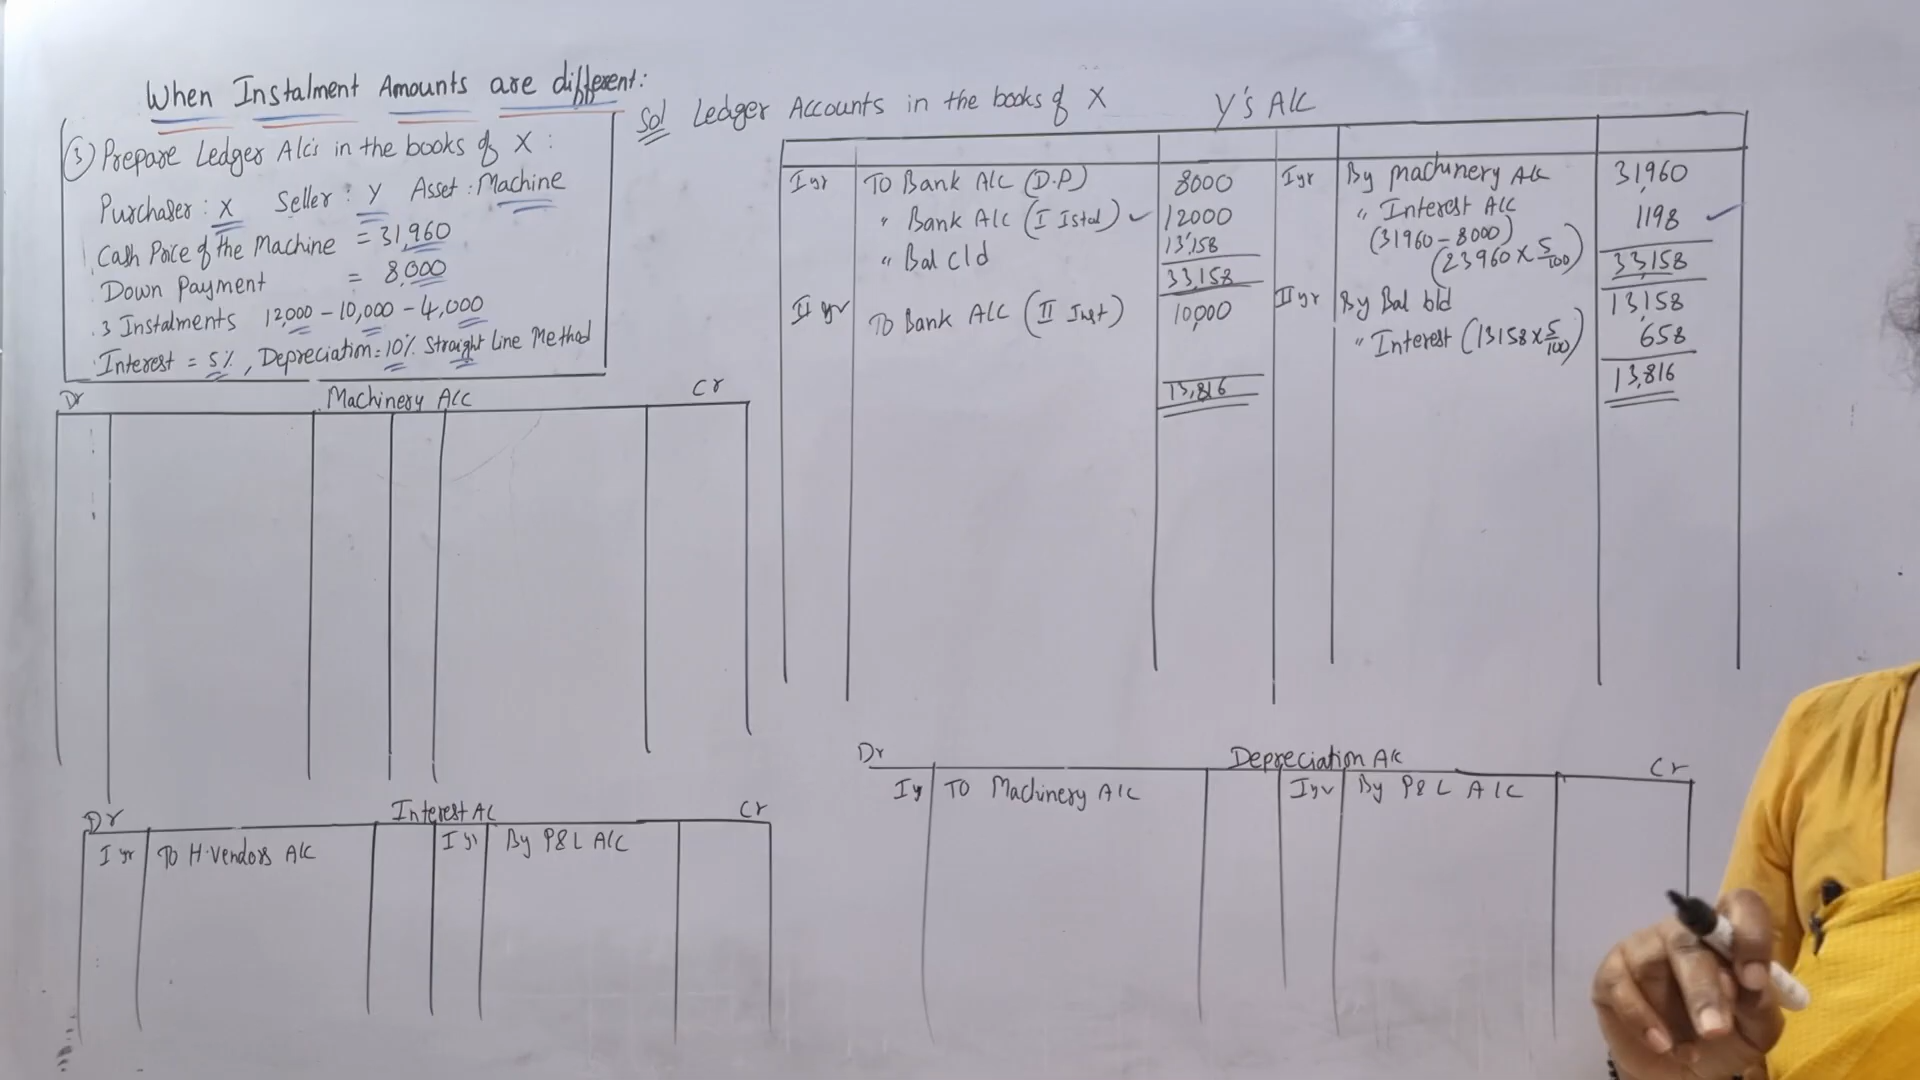 When Instalment Amounts are different:
③ Prepare Ledger A/c's in the books of X :
Purchaser : X Seller : Y Asset : Machine
Cash Price of the Machine = 31,960
Down Payment = 8,000
3 Instalments 12,000 - 10,000 - 4,000
Interest = 5% , Depreciation = 10% Straight Line Method
Sol Ledger Accounts in the books of X
Y's A/C
I yr To Bank A/C (D.P) 8000 I yr By machinery A/c 31,960
" Bank A/C (I Istal) ✓ 12000 " Interest A/C 1198 ✓
(31960 - 8000)
" Bal c/d 13,158 (23960 × 5/100)
33,158 33,158
II yr To Bank A/C (II Inst) 10,000 II yr By Bal b/d 13,158
" Interest (13158 × 5/100) 658
13,816 13,816
Dr Machinery A/C Cr
Dr Interest A/C Cr
I yr To H.vendors A/C I yr By P&L A/C
Dr Depreciation A/c Cr
I y To Machinery A/C I yr By P&L A/C